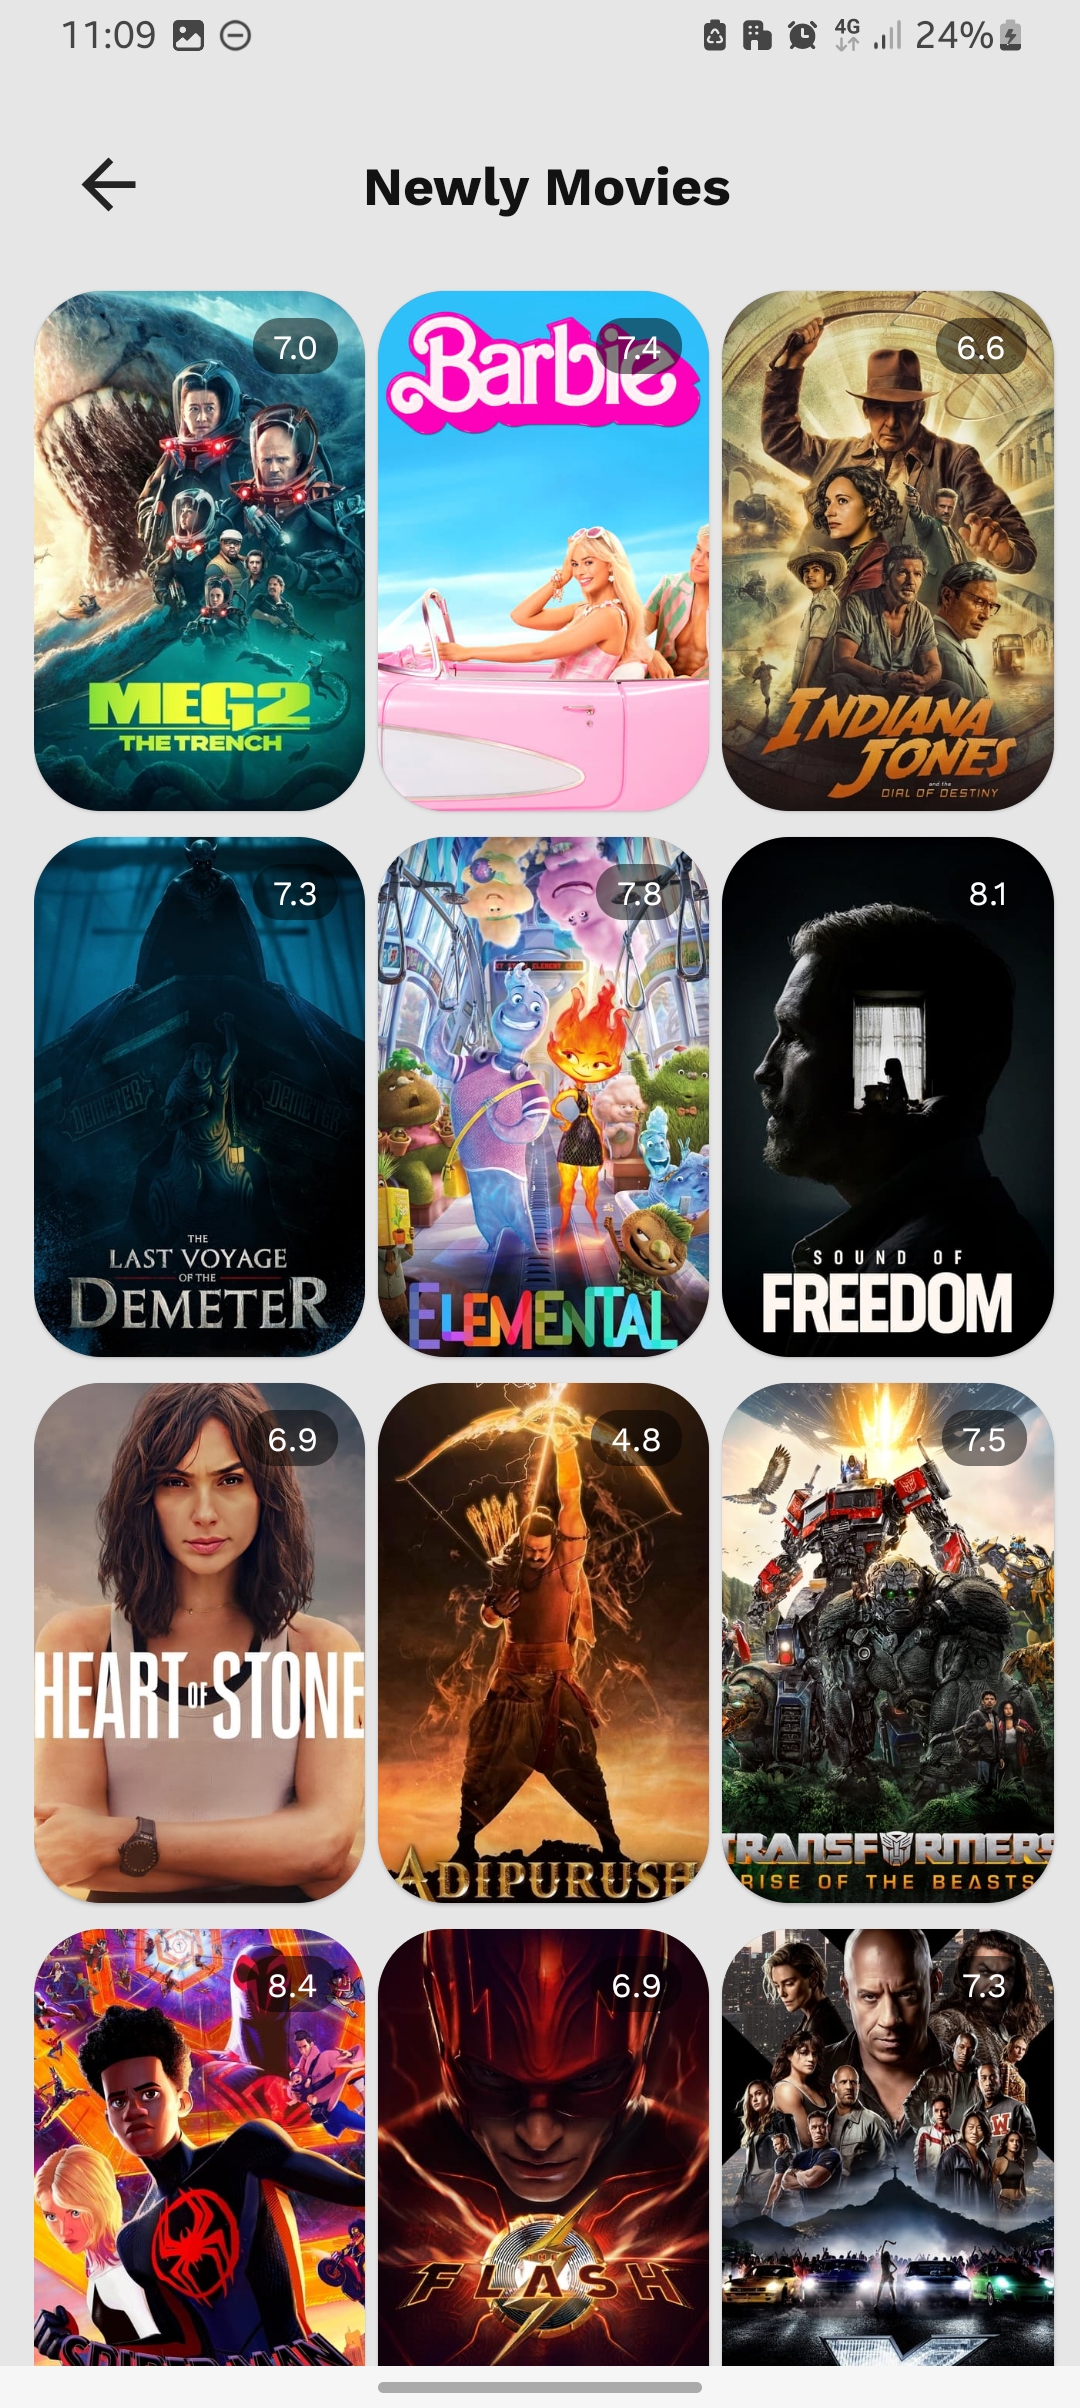 11:09
4G
24%
Newly Movies
7.0
MEG2
THE TRENCH
Barbie
7.4
6.6
INDIANA
JONES
and the
DIAL OF DESTINY
7.3
DEMETER
DEMETER
THE
LAST VOYAGE
OF THE
DEMETER
7.8
ELEMENTAL
8.1
SOUND OF
FREEDOM
6.9
HEART OF STONE
4.8
ADIPURUSH
7.5
TRANSFORMERS
RISE OF THE BEASTS
8.4
SPIDER-MAN
6.9
THE
FLASH
7.3
W
X